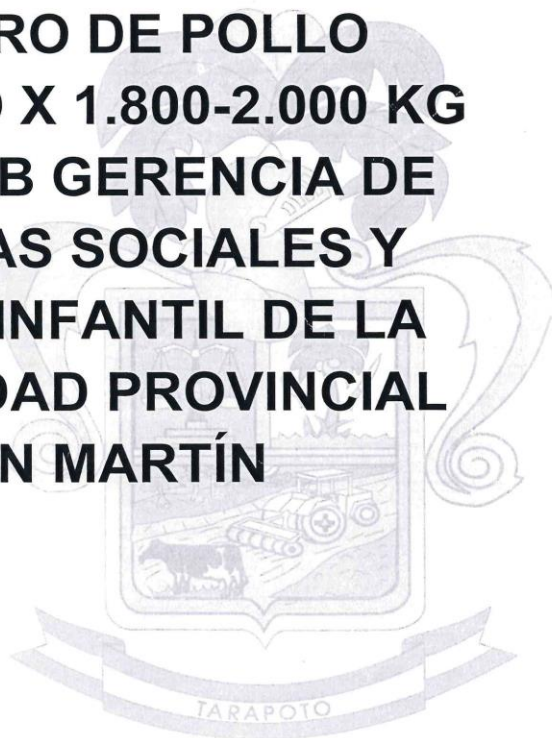 RO DE POLLO
O X 1.800-2.000 KG
B GERENCIA DE
AS SOCIALES Y
INFANTIL DE LA
DAD PROVINCIAL
N MARTÍN
TARAPOTO